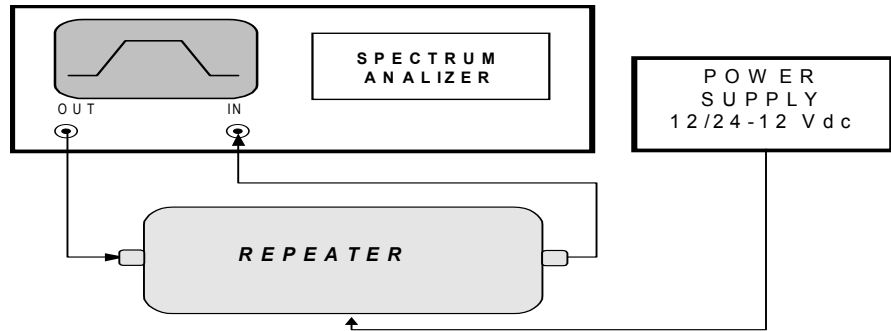 SPECTRUM
ANALIZER
OUT IN
POWER
SUPPLY
12/24-12 Vdc
REPEATER